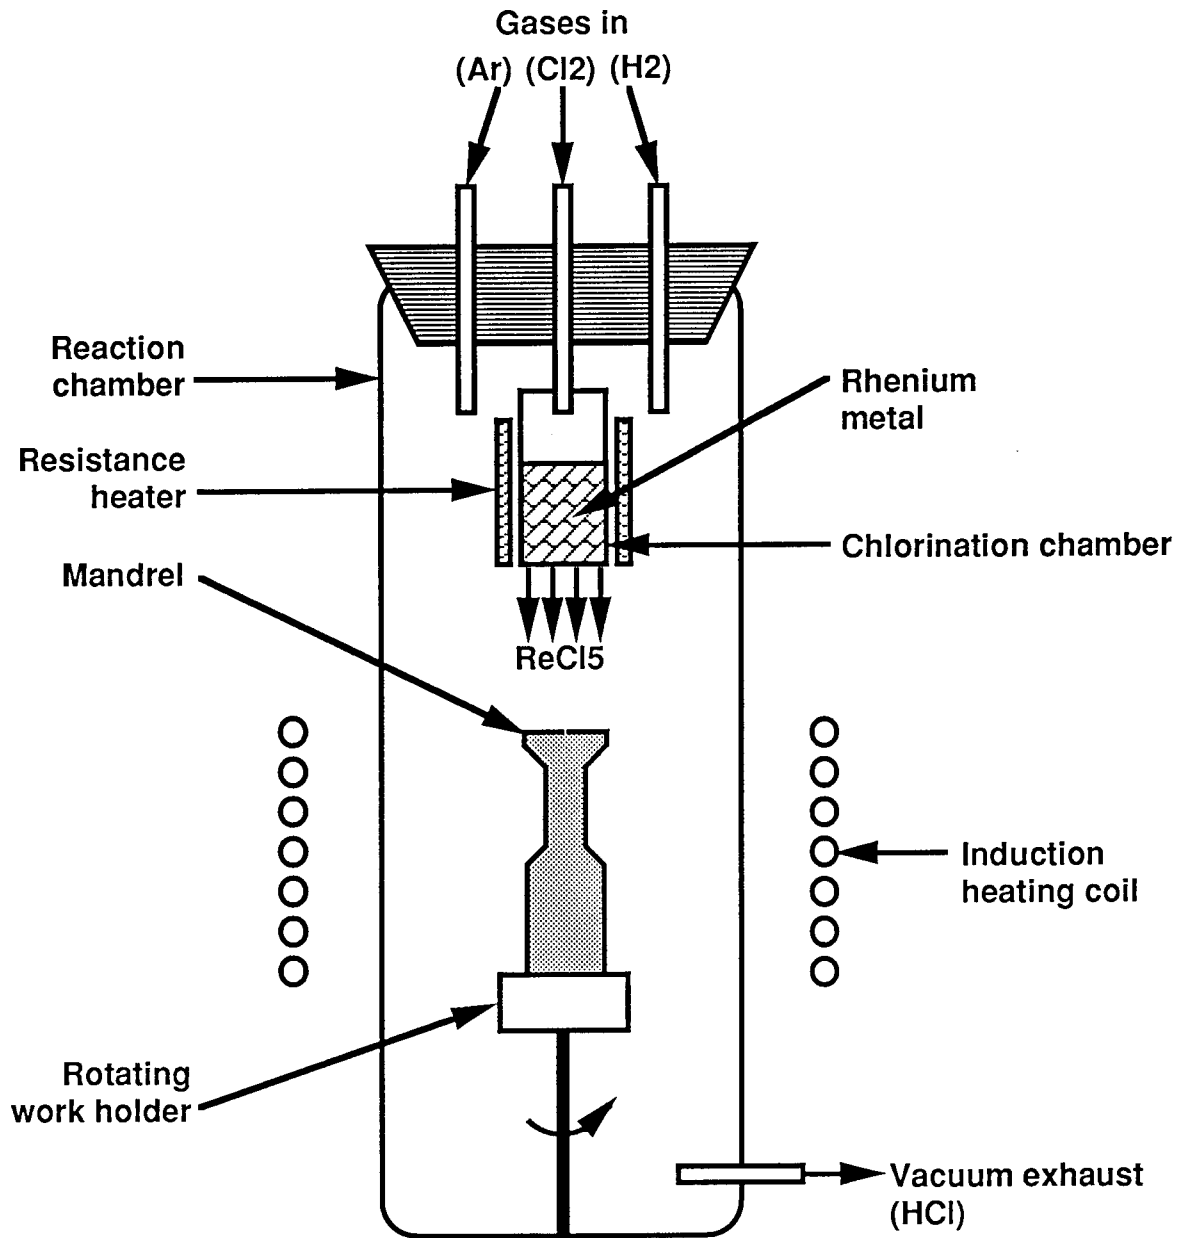 Gases in
(Ar) (Cl2) (H2)
Reaction
chamber
Rhenium
metal
Resistance
heater
Chlorination chamber
Mandrel
ReCl5
Induction
heating coil
Rotating
work holder
Vacuum exhaust
(HCl)